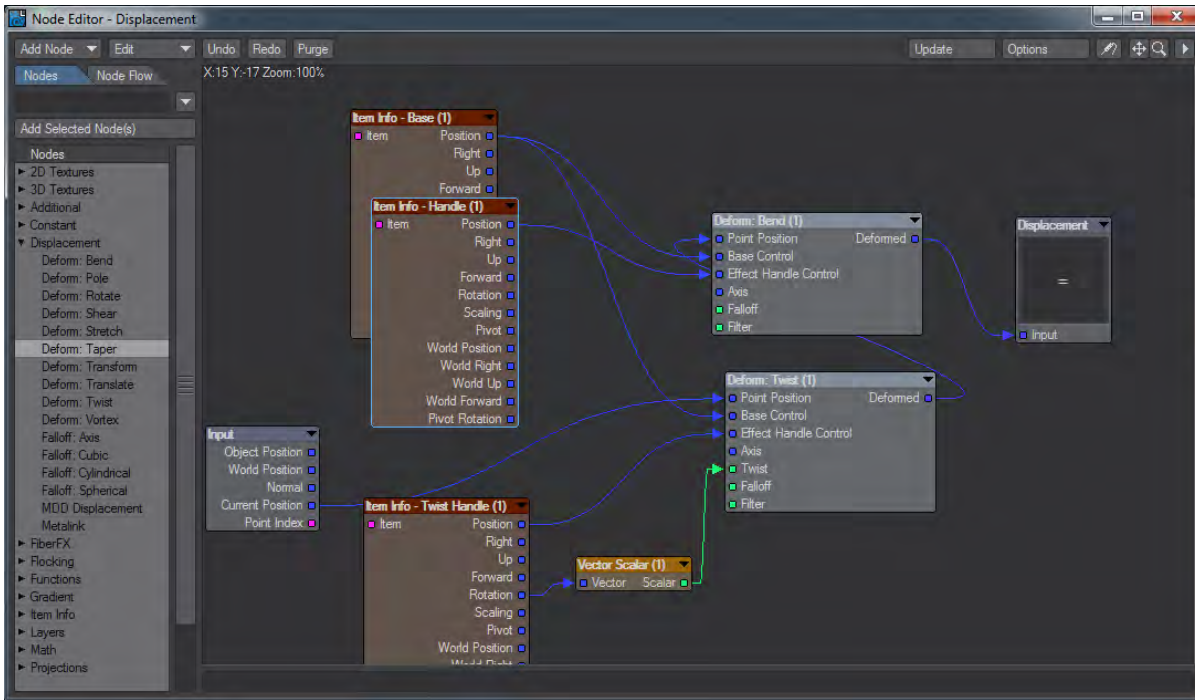 Node Editor - Displacement
Add Node Edit Undo Redo Purge Update Options
Nodes Node Flow
X:15 Y:-17 Zoom:100%
Add Selected Node(s)
Nodes
2D Textures
3D Textures
Additional
Constant
Displacement
Deform: Bend
Deform: Pole
Deform: Rotate
Deform: Shear
Deform: Stretch
Deform: Taper
Deform: Transform
Deform: Translate
Deform: Twist
Deform: Vortex
Falloff: Axis
Falloff: Cubic
Falloff: Cylindrical
Falloff: Spherical
MDD Displacement
Metalink
FiberFX
Flocking
Functions
Gradient
Item Info
Layers
Math
Projections
Item Info - Base (1)
Item Position
Right
Up
Forward
Item Info - Handle (1)
Item Position
Right
Up
Forward
Rotation
Scaling
Pivot
World Position
World Right
World Up
World Forward
Pivot Rotation
Input
Object Position
World Position
Normal
Current Position
Point Index
Item Info - Twist Handle (1)
Item Position
Right
Up
Forward
Rotation
Scaling
Pivot
World Position
World Right
Vector Scalar (1)
Vector Scalar
Deform: Bend (1)
Point Position Deformed
Base Control
Effect Handle Control
Axis
Falloff
Filter
Deform: Twist (1)
Point Position Deformed
Base Control
Effect Handle Control
Axis
Twist
Falloff
Filter
Displacement
=
Input